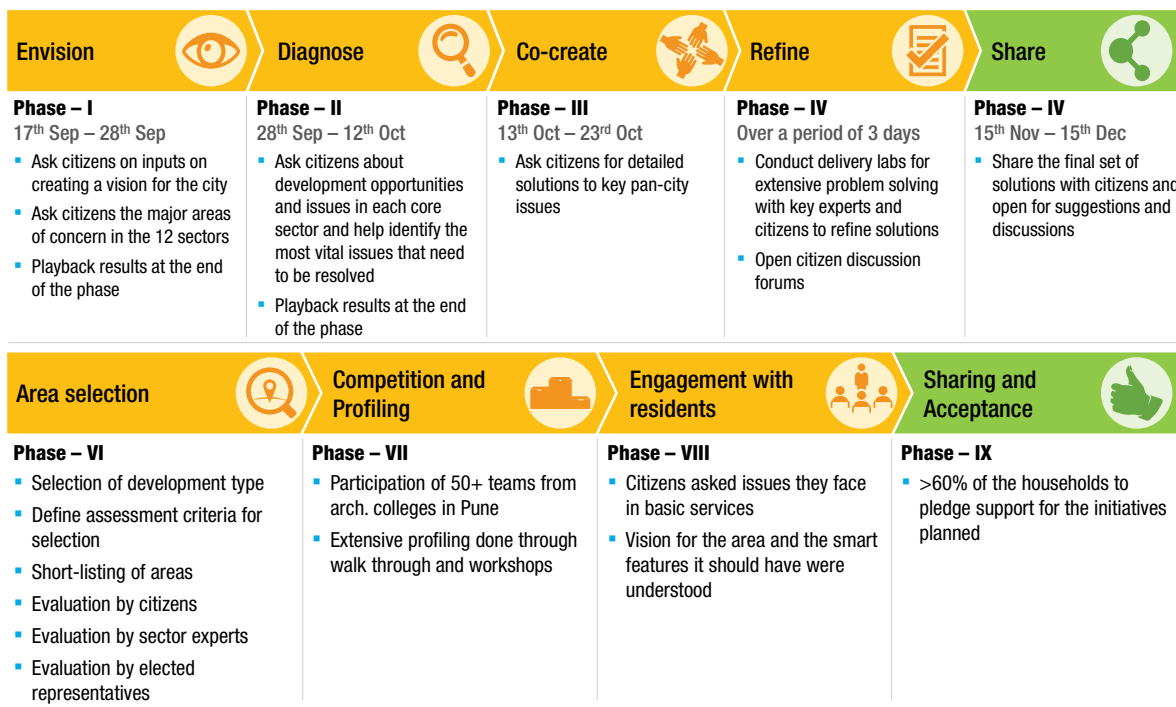 Envision
Diagnose
Co-create
Refine
Share
Phase – I
17th Sep – 28th Sep
▪ Ask citizens on inputs on
creating a vision for the city
▪ Ask citizens the major areas
of concern in the 12 sectors
▪ Playback results at the end
of the phase
Phase – II
28th Sep – 12th Oct
▪ Ask citizens about
development opportunities
and issues in each core
sector and help identify the
most vital issues that need
to be resolved
▪ Playback results at the end
of the phase
Phase – III
13th Oct – 23rd Oct
▪ Ask citizens for detailed
solutions to key pan-city
issues
Phase – IV
Over a period of 3 days
▪ Conduct delivery labs for
extensive problem solving
with key experts and
citizens to refine solutions
▪ Open citizen discussion
forums
Phase – IV
15th Nov – 15th Dec
▪ Share the final set of
solutions with citizens and
open for suggestions and
discussions
Area selection
Competition and
Profiling
Engagement with
residents
Sharing and
Acceptance
Phase – VI
▪ Selection of development type
▪ Define assessment criteria for
selection
▪ Short-listing of areas
▪ Evaluation by citizens
▪ Evaluation by sector experts
▪ Evaluation by elected
representatives
Phase – VII
▪ Participation of 50+ teams from
arch. colleges in Pune
▪ Extensive profiling done through
walk through and workshops
Phase – VIII
▪ Citizens asked issues they face
in basic services
▪ Vision for the area and the smart
features it should have were
understood
Phase – IX
▪ >60% of the households to
pledge support for the initiatives
planned